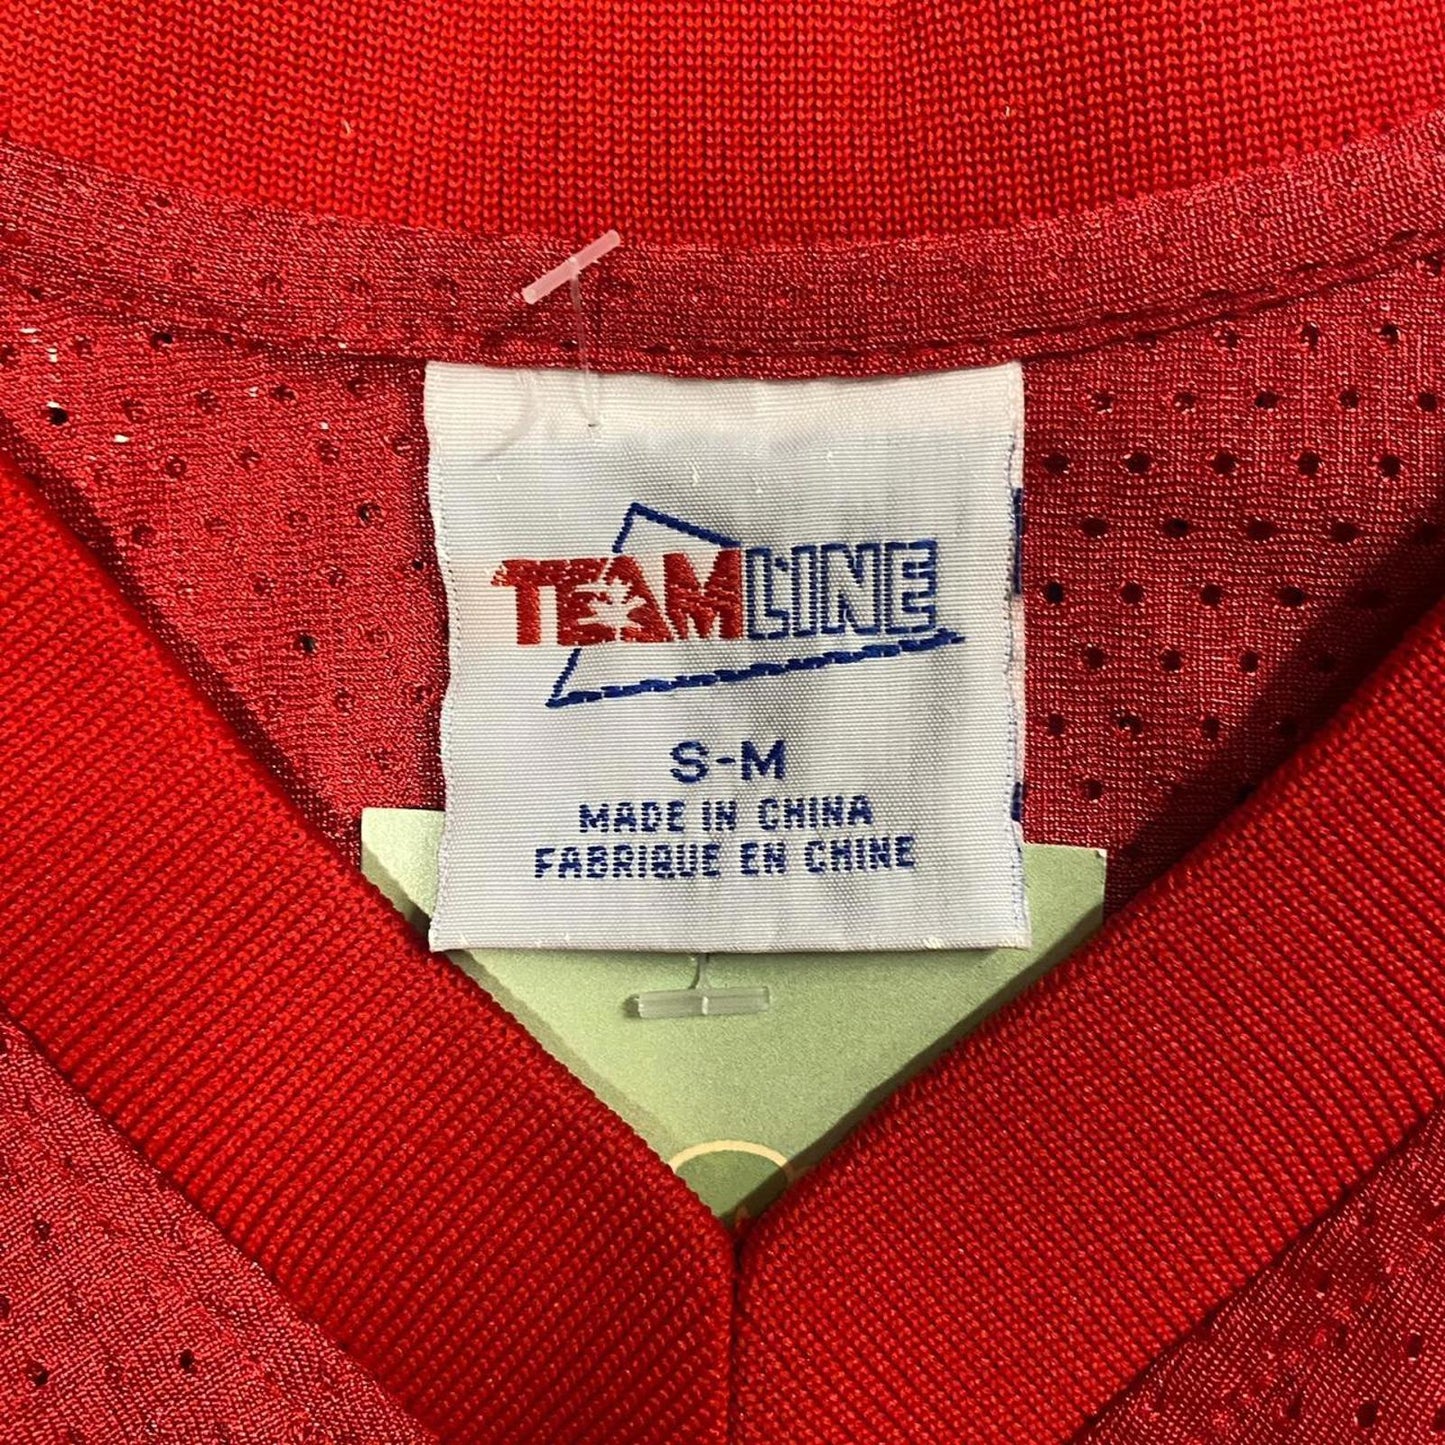 TEAMLINE
S-M
MADE IN CHINA
FABRIQUE EN CHINE